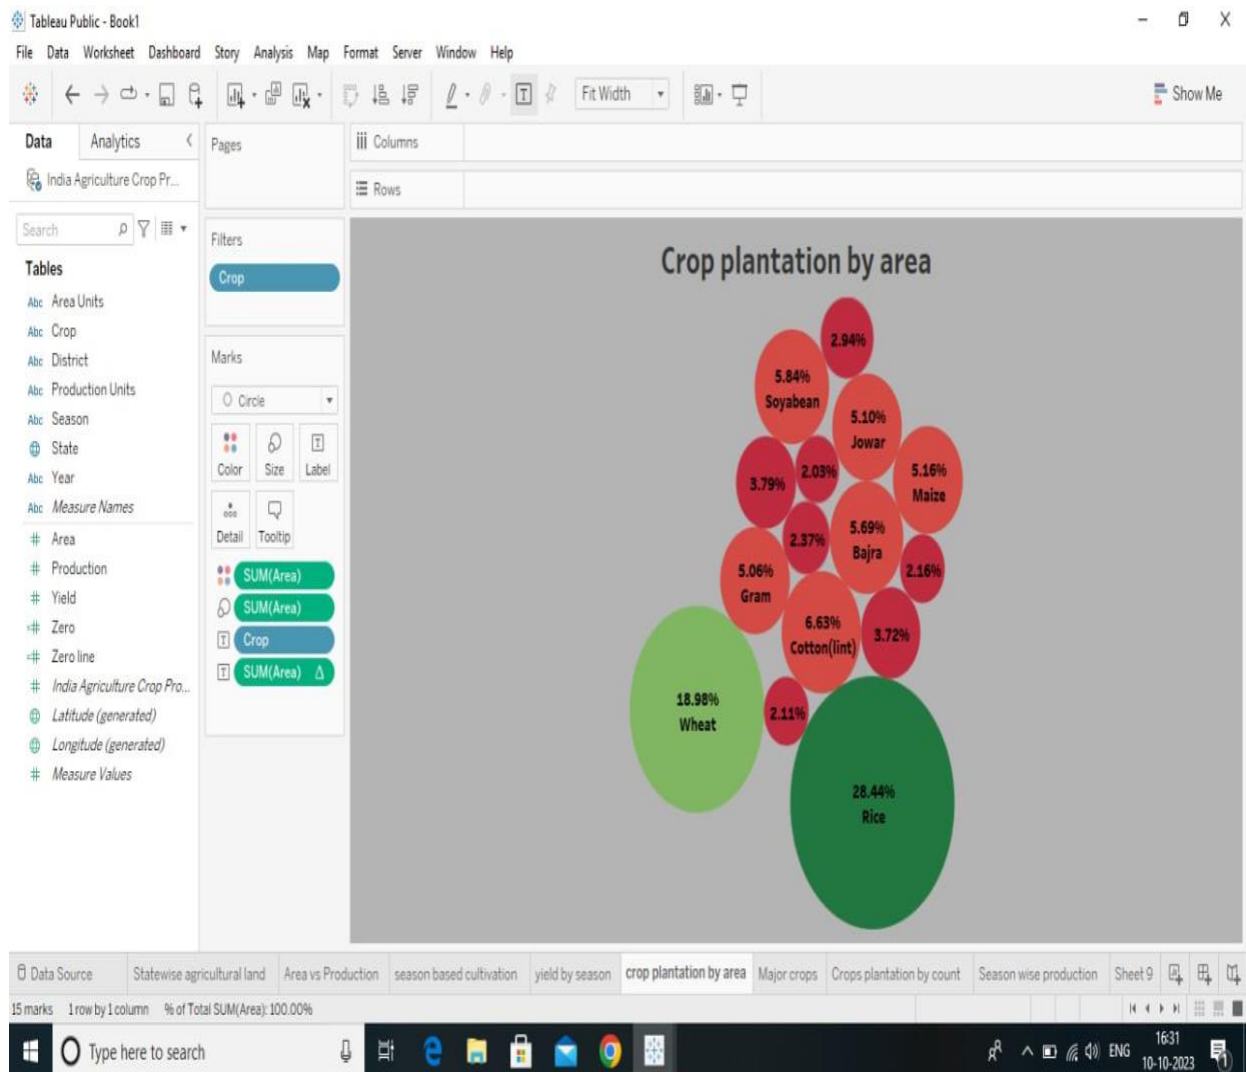 Tableau Public - Book1
File Data Worksheet Dashboard Story Analysis Map Format Server Window Help
Fit Width
Show Me
Data Analytics
India Agriculture Crop Pr...
Search
Tables
Abc Area Units
Abc Crop
Abc District
Abc Production Units
Abc Season
State
Abc Year
Abc Measure Names
# Area
# Production
# Yield
# Zero
# Zero line
# India Agriculture Crop Pro...
Latitude (generated)
Longitude (generated)
# Measure Values
Pages
Filters
Crop
Marks
Circle
Color Size Label
Detail Tooltip
SUM(Area)
SUM(Area)
Crop
SUM(Area) Δ
Columns
Rows
Crop plantation by area
2.94%
5.84%
Soyabean
5.10%
Jowar
5.16%
Maize
3.79%
2.03%
2.37%
5.69%
Bajra
2.16%
5.06%
Gram
6.63%
Cotton(lint)
3.72%
18.98%
Wheat
2.11%
28.44%
Rice
Data Source Statewise agricultural land Area vs Production season based cultivation yield by season crop plantation by area Major crops Crops plantation by count Season wise production Sheet 9
15 marks 1 row by 1 column % of Total SUM(Area): 100.00%
Type here to search
ENG
16:31
10-10-2023
1